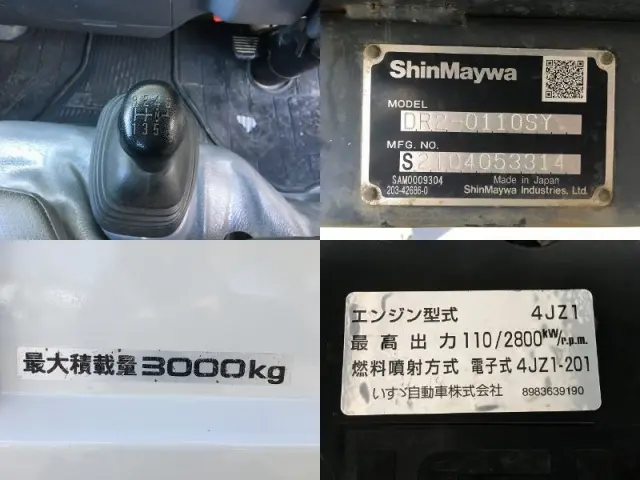 135
ShinMaywa
MODEL
DR2-0110SY
MFG. NO.
S2104053314
SAM0009304 Made in Japan
203-42686-0 ShinMaywa Industries, Ltd.
最大積載量3000kg
エンジン型式 4JZ1
最高出力 110/2800kW/r.p.m.
燃料噴射方式 電子式 4JZ1-201
いすゞ自動車株式会社 8983639190